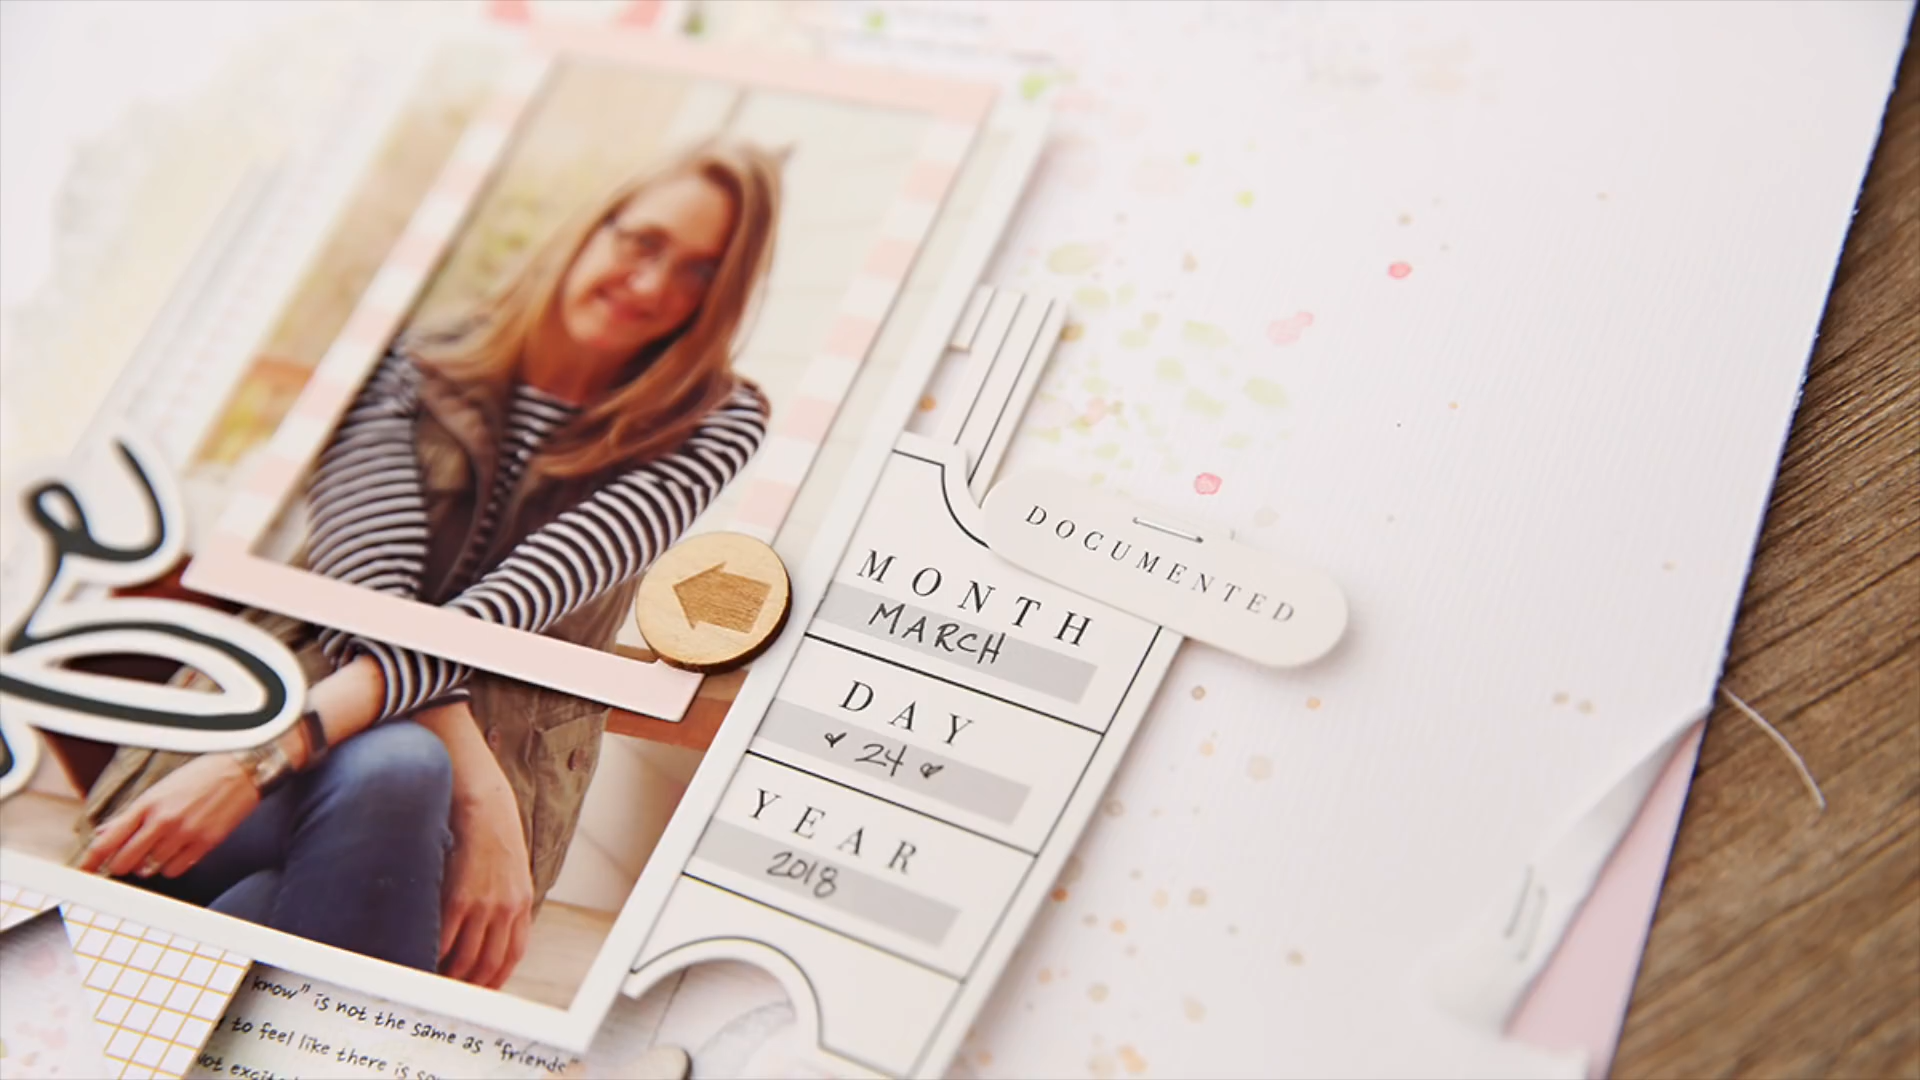 DOCUMENTED
MONTH
MARCH
DAY
24
YEAR
2018
know" is not the same as "friends"
to feel like there is
not